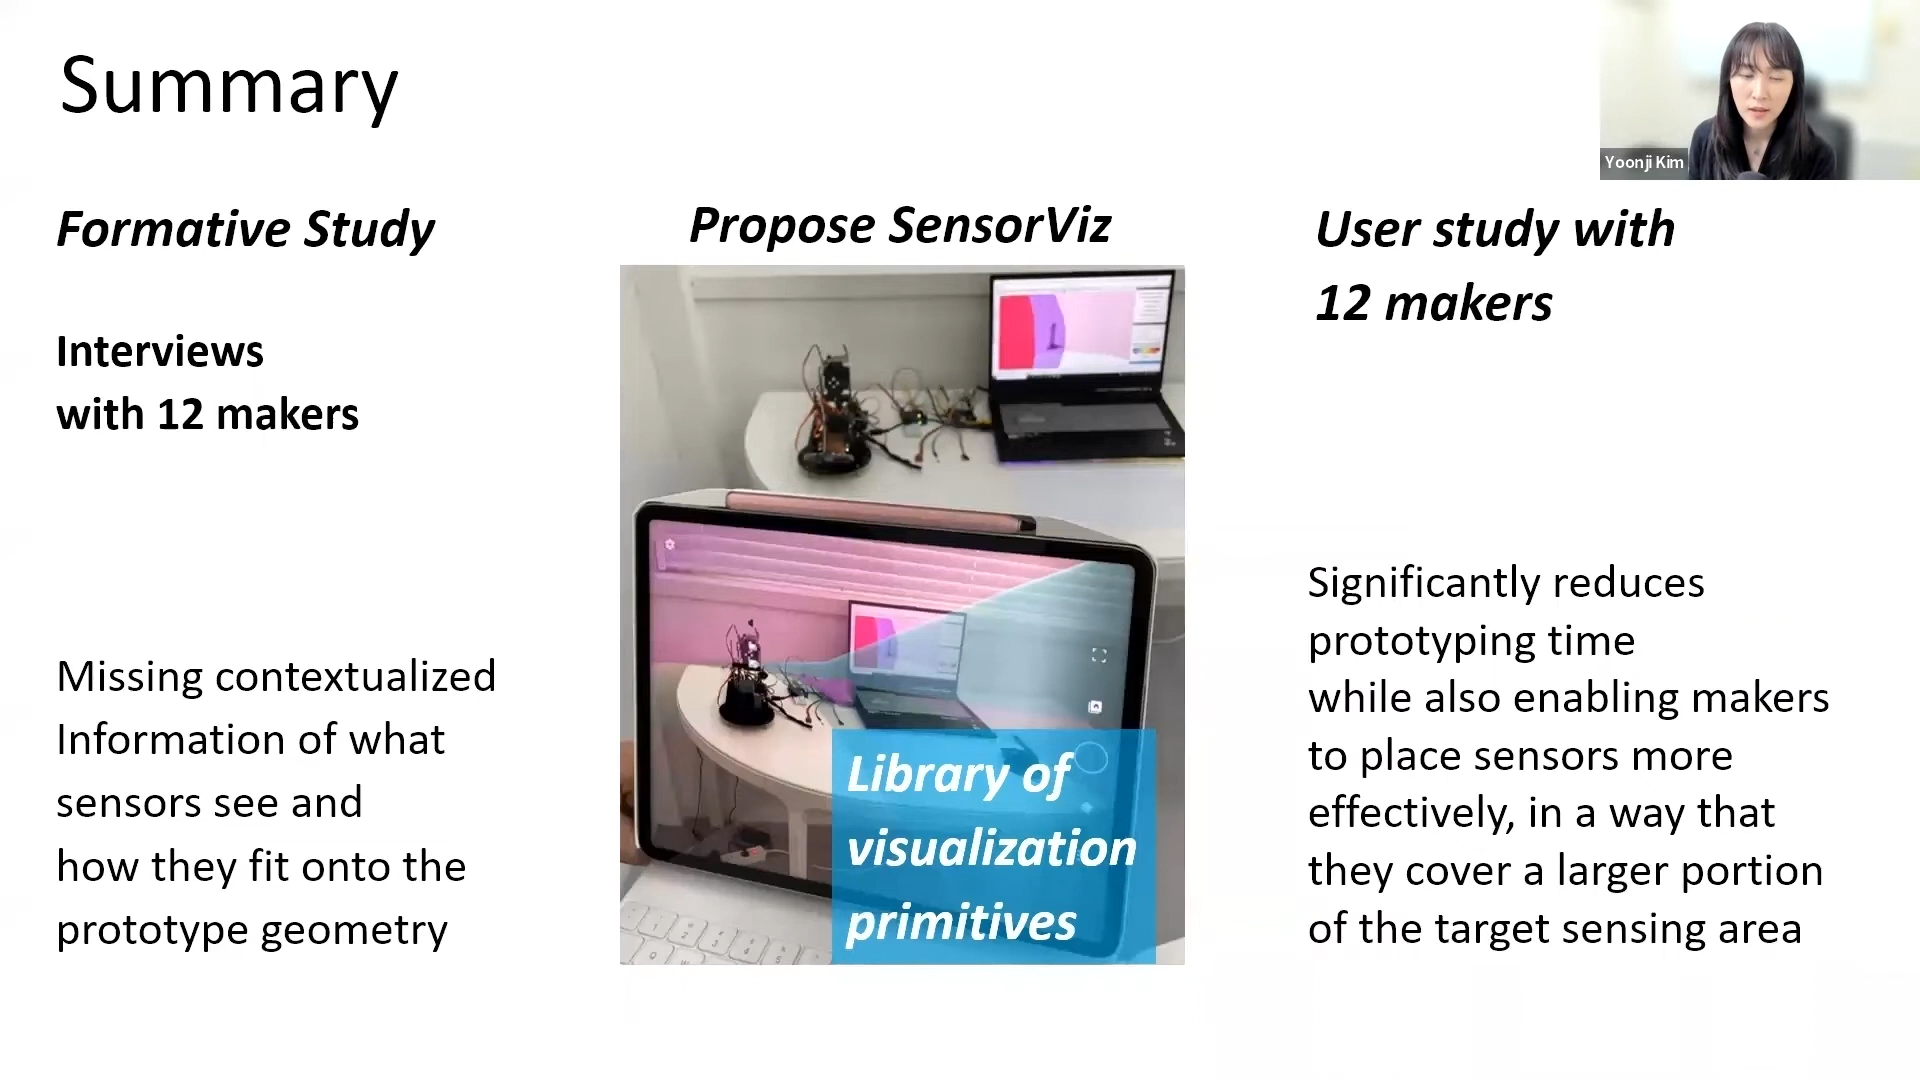 Summary
Yoonji Kim
Formative Study
Interviews
with 12 makers
Missing contextualized
Information of what
sensors see and
how they fit onto the
prototype geometry
Propose SensorViz
Library of
visualization
primitives
User study with
12 makers
Significantly reduces
prototyping time
while also enabling makers
to place sensors more
effectively, in a way that
they cover a larger portion
of the target sensing area